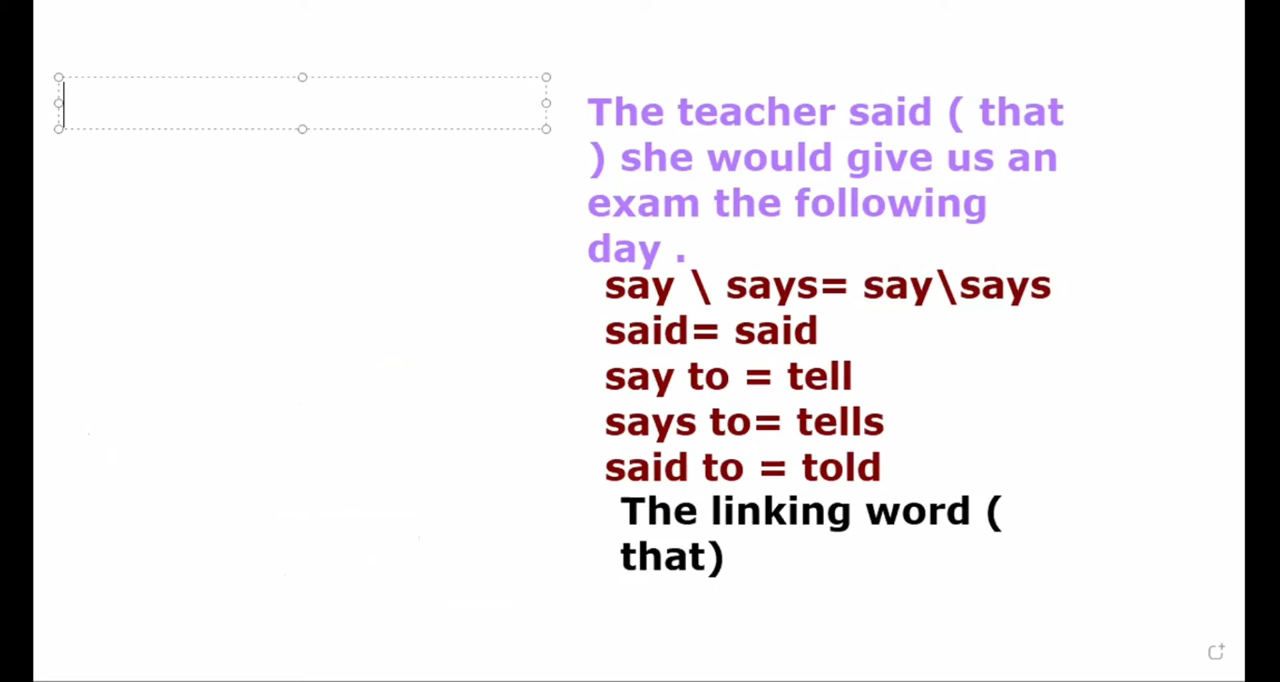 The teacher said ( that
) she would give us an
exam the following
day .
say \ says= say\says
said= said
say to = tell
says to= tells
said to = told
The linking word (
that)